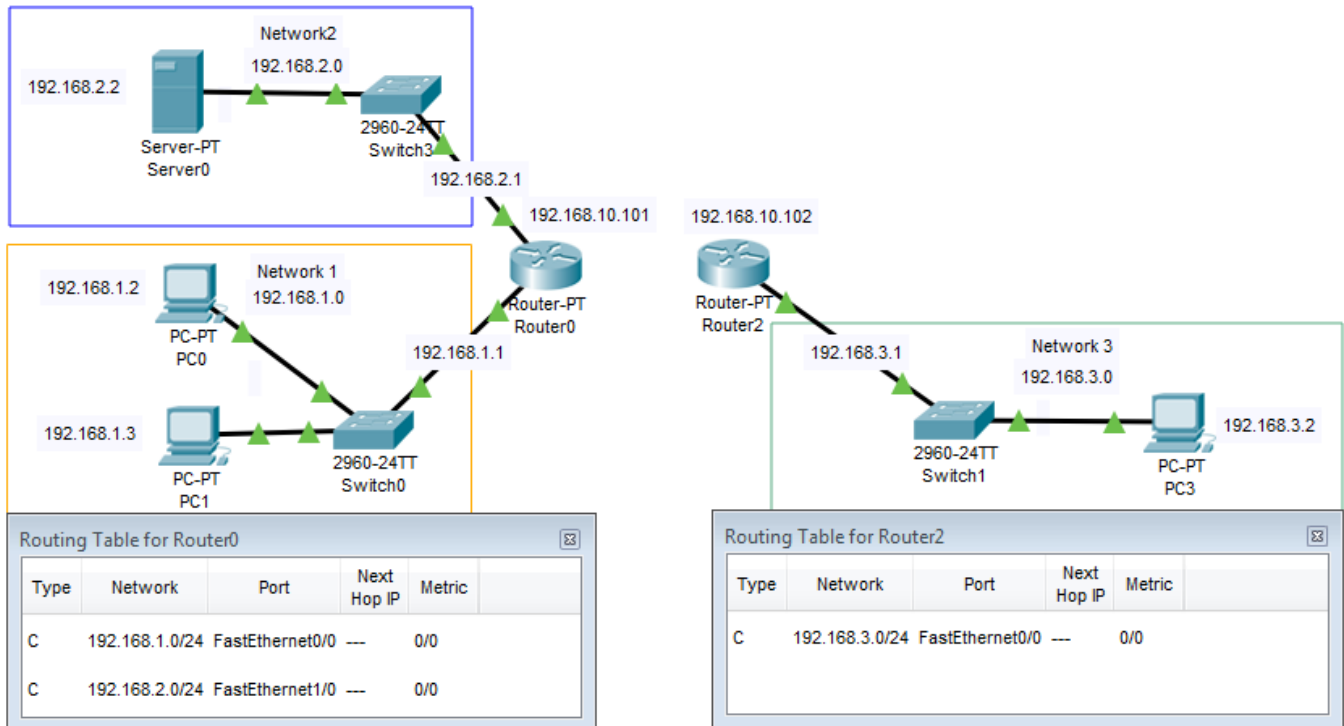 Network2
192.168.2.0
192.168.2.2
2960-24TT
Switch3
Server-PT
Server0
192.168.2.1
192.168.10.101
192.168.10.102
Network 1
192.168.1.0
192.168.1.2
PC-PT
PC0
Router-PT
Router0
Router-PT
Router2
192.168.1.1
192.168.3.1
Network 3
192.168.3.0
192.168.1.3
PC-PT
PC1
2960-24TT
Switch0
2960-24TT
Switch1
192.168.3.2
PC-PT
PC3
Routing Table for Router0
Type Network Port Next Hop IP Metric
C 192.168.1.0/24 FastEthernet0/0 --- 0/0
C 192.168.2.0/24 FastEthernet1/0 --- 0/0
Routing Table for Router2
Type Network Port Next Hop IP Metric
C 192.168.3.0/24 FastEthernet0/0 --- 0/0